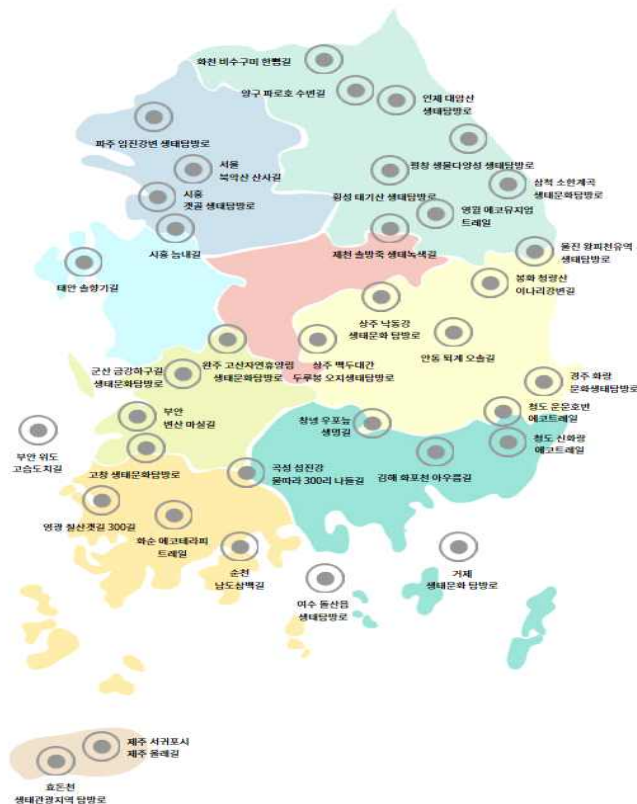 화천 비수구미 한뼘길
양구 파로호 수변길
인제 대암산
생태탐방로
파주 임진강변 생태탐방로
서울
북악산 산사길
평창 생물다양성 생태탐방로
삼척 소한계곡
생태문화탐방로
시흥
갯골 생태탐방로
횡성 태기산 생태탐방로
영월 에코뮤지엄
트레일
시흥 늠내길
제천 솔방죽 생태녹색길
울진 왕피천유역
생태탐방로
태안 솔향기길
봉화 청량산
이나리강변길
상주 낙동강
생태문화 탐방로
안동 퇴계 오솔길
군산 금강하구길
생태문화탐방로
완주 고산자연휴양림
생태문화탐방로
상주 백두대간
두루봉 오지생태탐방로
경주 화랑
문화생태탐방로
부안
변산 마실길
창녕 우포늪
생명길
청도 운문호반
에코트레일
부안 위도
고슴도치길
고창 생태문화탐방로
곡성 섬진강
물따라 300리 나들길
김해 화포천 아우름길
청도 신화랑
에코트레일
영광 칠산갯길 300길
화순 에코테라피
트레일
순천
남도삼백길
여수 돌산읍
생태탐방로
거제
생태문화 탐방로
제주 서귀포시
제주 올레길
효돈천
생태관광지역 탐방로